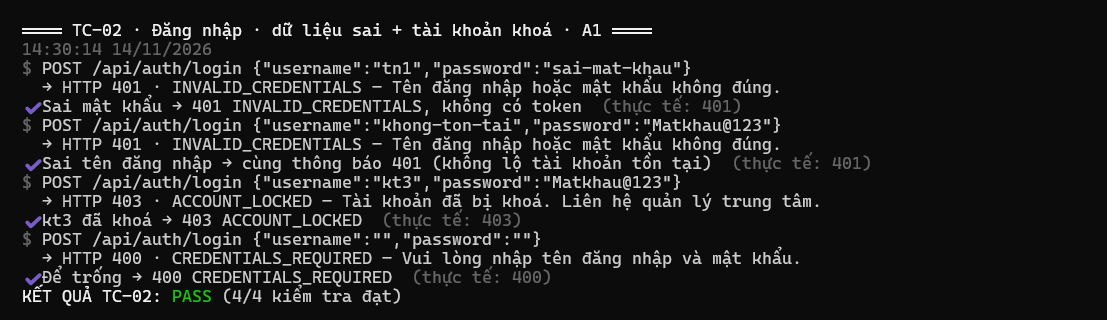 ════ TC-02 · Đăng nhập · dữ liệu sai + tài khoản khoá · A1 ════
14:30:14 14/11/2026
$ POST /api/auth/login {"username":"tn1","password":"sai-mat-khau"}
→ HTTP 401 · INVALID_CREDENTIALS — Tên đăng nhập hoặc mật khẩu không đúng.
✔Sai mật khẩu → 401 INVALID_CREDENTIALS, không có token (thực tế: 401)
$ POST /api/auth/login {"username":"khong-ton-tai","password":"Matkhau@123"}
→ HTTP 401 · INVALID_CREDENTIALS — Tên đăng nhập hoặc mật khẩu không đúng.
✔Sai tên đăng nhập → cùng thông báo 401 (không lộ tài khoản tồn tại) (thực tế: 401)
$ POST /api/auth/login {"username":"kt3","password":"Matkhau@123"}
→ HTTP 403 · ACCOUNT_LOCKED — Tài khoản đã bị khoá. Liên hệ quản lý trung tâm.
✔kt3 đã khoá → 403 ACCOUNT_LOCKED (thực tế: 403)
$ POST /api/auth/login {"username":"","password":""}
→ HTTP 400 · CREDENTIALS_REQUIRED — Vui lòng nhập tên đăng nhập và mật khẩu.
✔Để trống → 400 CREDENTIALS_REQUIRED (thực tế: 400)
KẾT QUẢ TC-02: PASS (4/4 kiểm tra đạt)